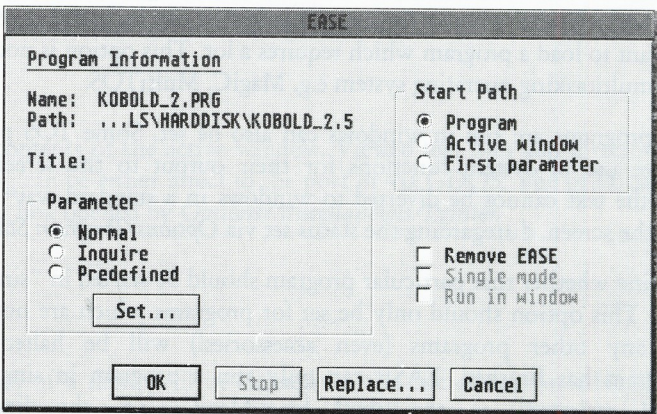 EASE
Program Information
Name: KOBOLD_2.PRG
Path: ...LS\HARDDISK\KOBOLD_2.5
Title:
Start Path
Program
Active window
First parameter
Parameter
Normal
Inquire
Predefined
Set...
Remove EASE
Single mode
Run in window
OK
Stop
Replace...
Cancel